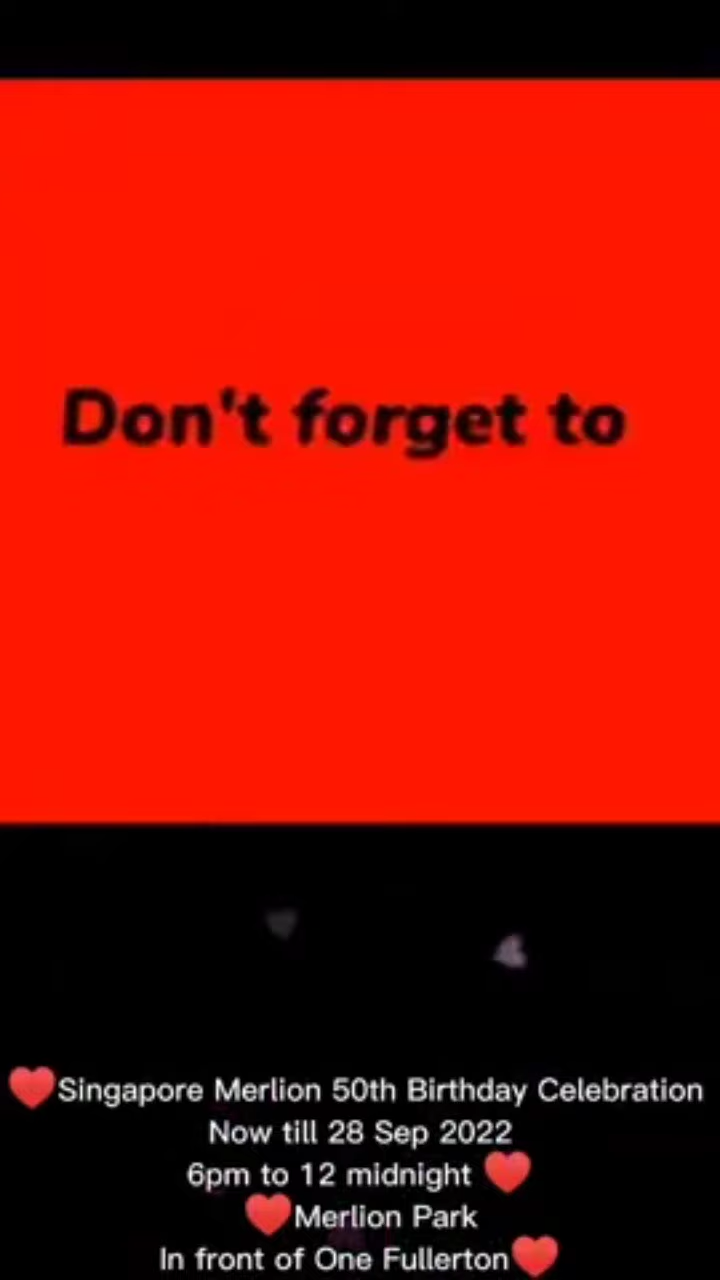 Don't forget to
♥️Singapore Merlion 50th Birthday Celebration
Now till 28 Sep 2022
6pm to 12 midnight ♥️
♥️Merlion Park
In front of One Fullerton♥️